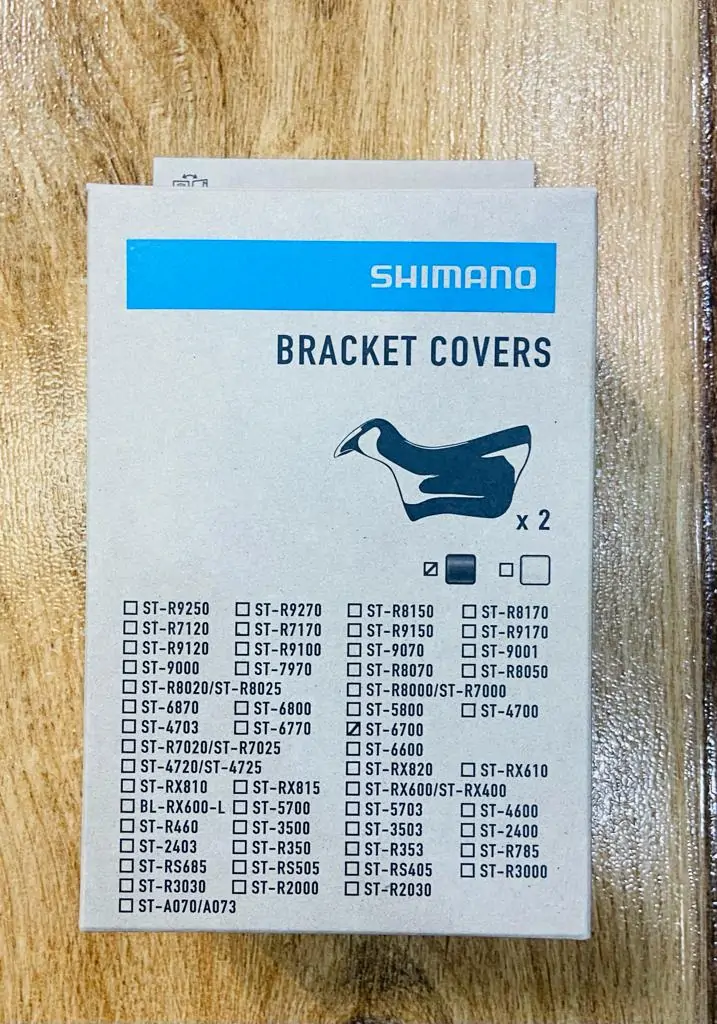 SHIMANO
BRACKET COVERS
x 2
ST-R9250 ST-R9270 ST-R8150 ST-R8170
ST-R7120 ST-R7170 ST-R9150 ST-R9170
ST-R9120 ST-R9100 ST-9070 ST-9001
ST-9000 ST-7970 ST-R8070 ST-R8050
ST-R8020/ST-R8025 ST-R8000/ST-R7000
ST-6870 ST-6800 ST-5800 ST-4700
ST-4703 ST-6770 ST-6700
ST-R7020/ST-R7025 ST-6600
ST-4720/ST-4725 ST-RX820 ST-RX610
ST-RX810 ST-RX815 ST-RX600/ST-RX400
BL-RX600-L ST-5700 ST-5703 ST-4600
ST-R460 ST-3500 ST-3503 ST-2400
ST-2403 ST-R350 ST-R353 ST-R785
ST-RS685 ST-RS505 ST-RS405 ST-R3000
ST-R3030 ST-R2000 ST-R2030
ST-A070/A073